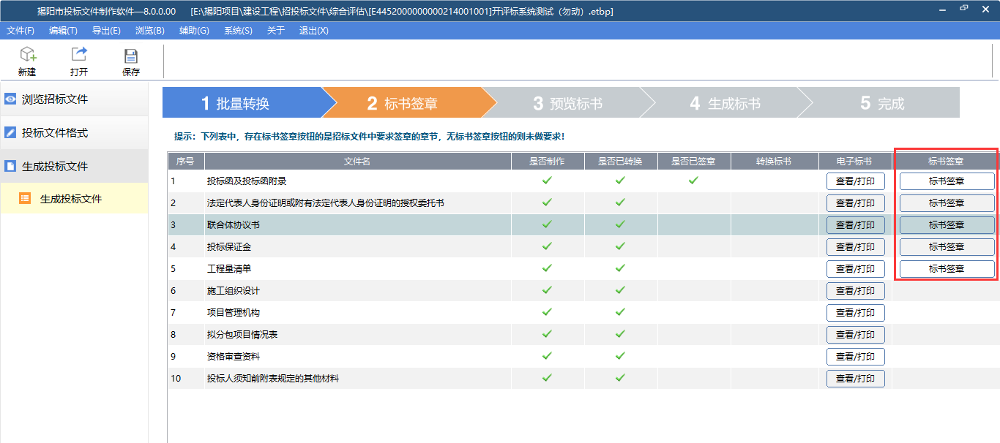 揭阳市投标文件制作软件—8.0.0.00 [E:\揭阳项目\建设工程\招投标文件\综合评估\[E4452000000000214001001]开评标系统测试（勿动）.etbp]
文件(F) 编辑(T) 导出(E) 浏览(B) 辅助(G) 系统(S) 关于 退出(X)
新建 打开 保存
浏览招标文件
投标文件格式
生成投标文件
生成投标文件
1 批量转换 2 标书签章 3 预览标书 4 生成标书 5 完成
提示：下列表中，存在标书签章按钮的是招标文件中要求签章的章节，无标书签章按钮的则未做要求！
序号 文件名 是否制作 是否已转换 是否已签章 转换标书 电子标书 标书签章
1 投标函及投标函附录 查看/打印 标书签章
2 法定代表人身份证明或附有法定代表人身份证明的授权委托书 查看/打印 标书签章
3 联合体协议书 查看/打印 标书签章
4 投标保证金 查看/打印 标书签章
5 工程量清单 查看/打印 标书签章
6 施工组织设计 查看/打印
7 项目管理机构 查看/打印
8 拟分包项目情况表 查看/打印
9 资格审查资料 查看/打印
10 投标人须知前附表规定的其他材料 查看/打印